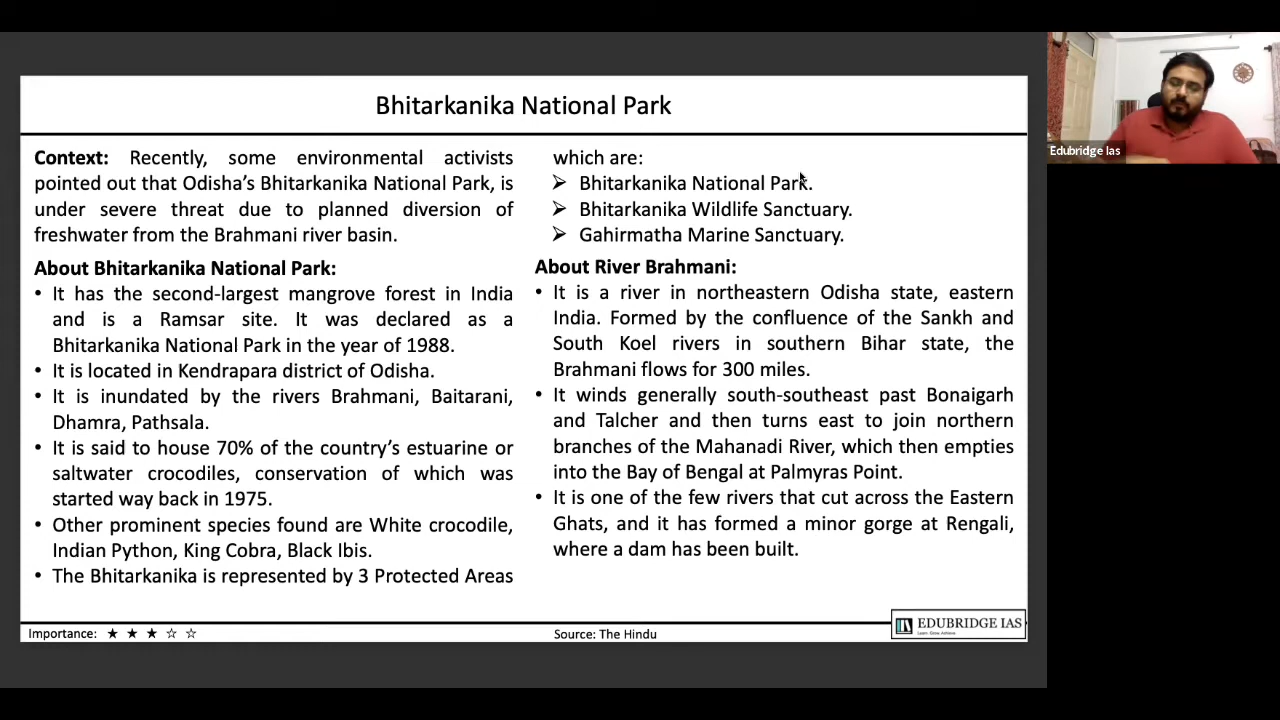 Bhitarkanika National Park
Context: Recently, some environmental activists
pointed out that Odisha's Bhitarkanika National Park, is
under severe threat due to planned diversion of
freshwater from the Brahmani river basin.
About Bhitarkanika National Park:
• It has the second-largest mangrove forest in India
and is a Ramsar site. It was declared as a
Bhitarkanika National Park in the year of 1988.
• It is located in Kendrapara district of Odisha.
• It is inundated by the rivers Brahmani, Baitarani,
Dhamra, Pathsala.
• It is said to house 70% of the country's estuarine or
saltwater crocodiles, conservation of which was
started way back in 1975.
• Other prominent species found are White crocodile,
Indian Python, King Cobra, Black Ibis.
• The Bhitarkanika is represented by 3 Protected Areas
which are:
➢ Bhitarkanika National Park.
➢ Bhitarkanika Wildlife Sanctuary.
➢ Gahirmatha Marine Sanctuary.
About River Brahmani:
• It is a river in northeastern Odisha state, eastern
India. Formed by the confluence of the Sankh and
South Koel rivers in southern Bihar state, the
Brahmani flows for 300 miles.
• It winds generally south-southeast past Bonaigarh
and Talcher and then turns east to join northern
branches of the Mahanadi River, which then empties
into the Bay of Bengal at Palmyras Point.
• It is one of the few rivers that cut across the Eastern
Ghats, and it has formed a minor gorge at Rengali,
where a dam has been built.
Importance: ★ ★ ★ ☆ ☆
Source: The Hindu
EDUBRIDGE IAS
Learn Grow Achieve
Edubridge Ias